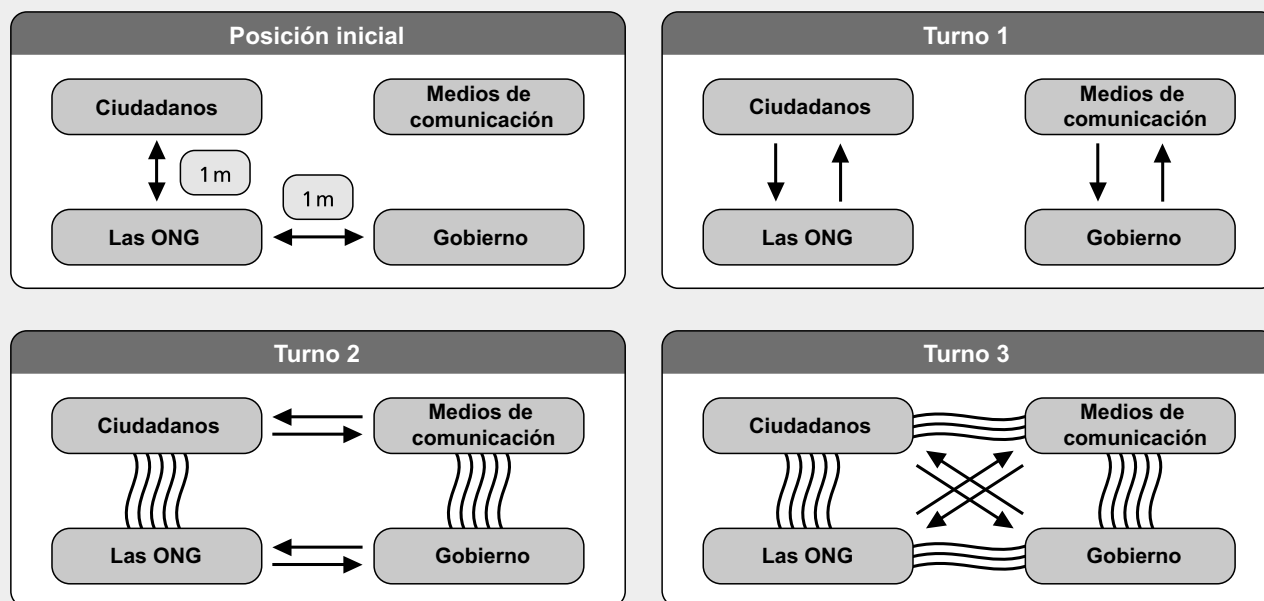 Posición inicial
Ciudadanos
Medios de
comunicación
1 m
1 m
Las ONG
Gobierno
Turno 1
Ciudadanos
Medios de
comunicación
Las ONG
Gobierno
Turno 2
Ciudadanos
Medios de
comunicación
Las ONG
Gobierno
Turno 3
Ciudadanos
Medios de
comunicación
Las ONG
Gobierno